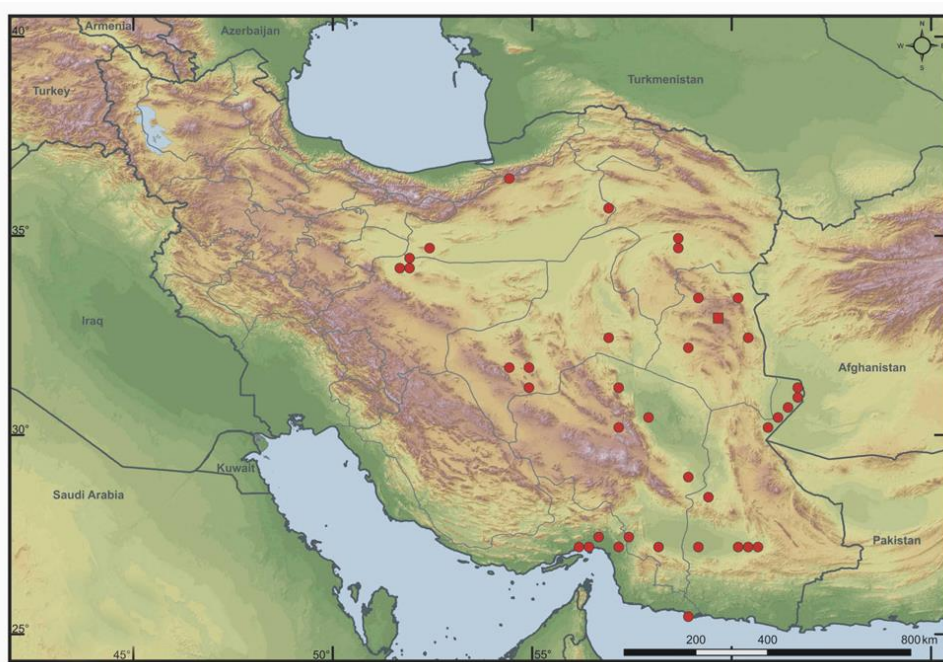 40°
Armenia
Azerbaijan
N
W
E
S
Turkey
Turkmenistan
35°
Iraq
Afghanistan
30°
Kuwait
Saudi Arabia
Pakistan
25°
45°
50°
55°
200
400
800 km